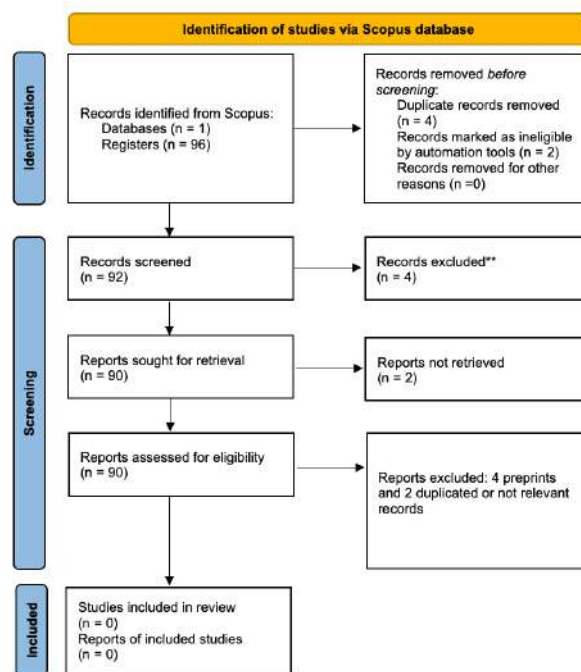 Identification of studies via Scopus database
Identification
Records identified from Scopus:
Databases (n = 1)
Registers (n = 96)
Records removed before
screening:
Duplicate records removed
(n = 4)
Records marked as ineligible
by automation tools (n = 2)
Records removed for other
reasons (n =0)
Screening
Records screened
(n = 92)
Records excluded**
(n = 4)
Reports sought for retrieval
(n = 90)
Reports not retrieved
(n = 2)
Reports assessed for eligibility
(n = 90)
Reports excluded: 4 preprints
and 2 duplicated or not relevant
records
Included
Studies included in review
(n = 0)
Reports of included studies
(n = 0)